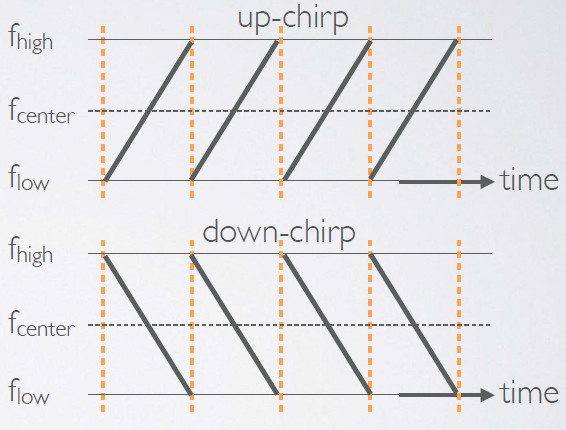 up-chirp
fhigh
fcenter
flow
time
down-chirp
fhigh
fcenter
flow
time